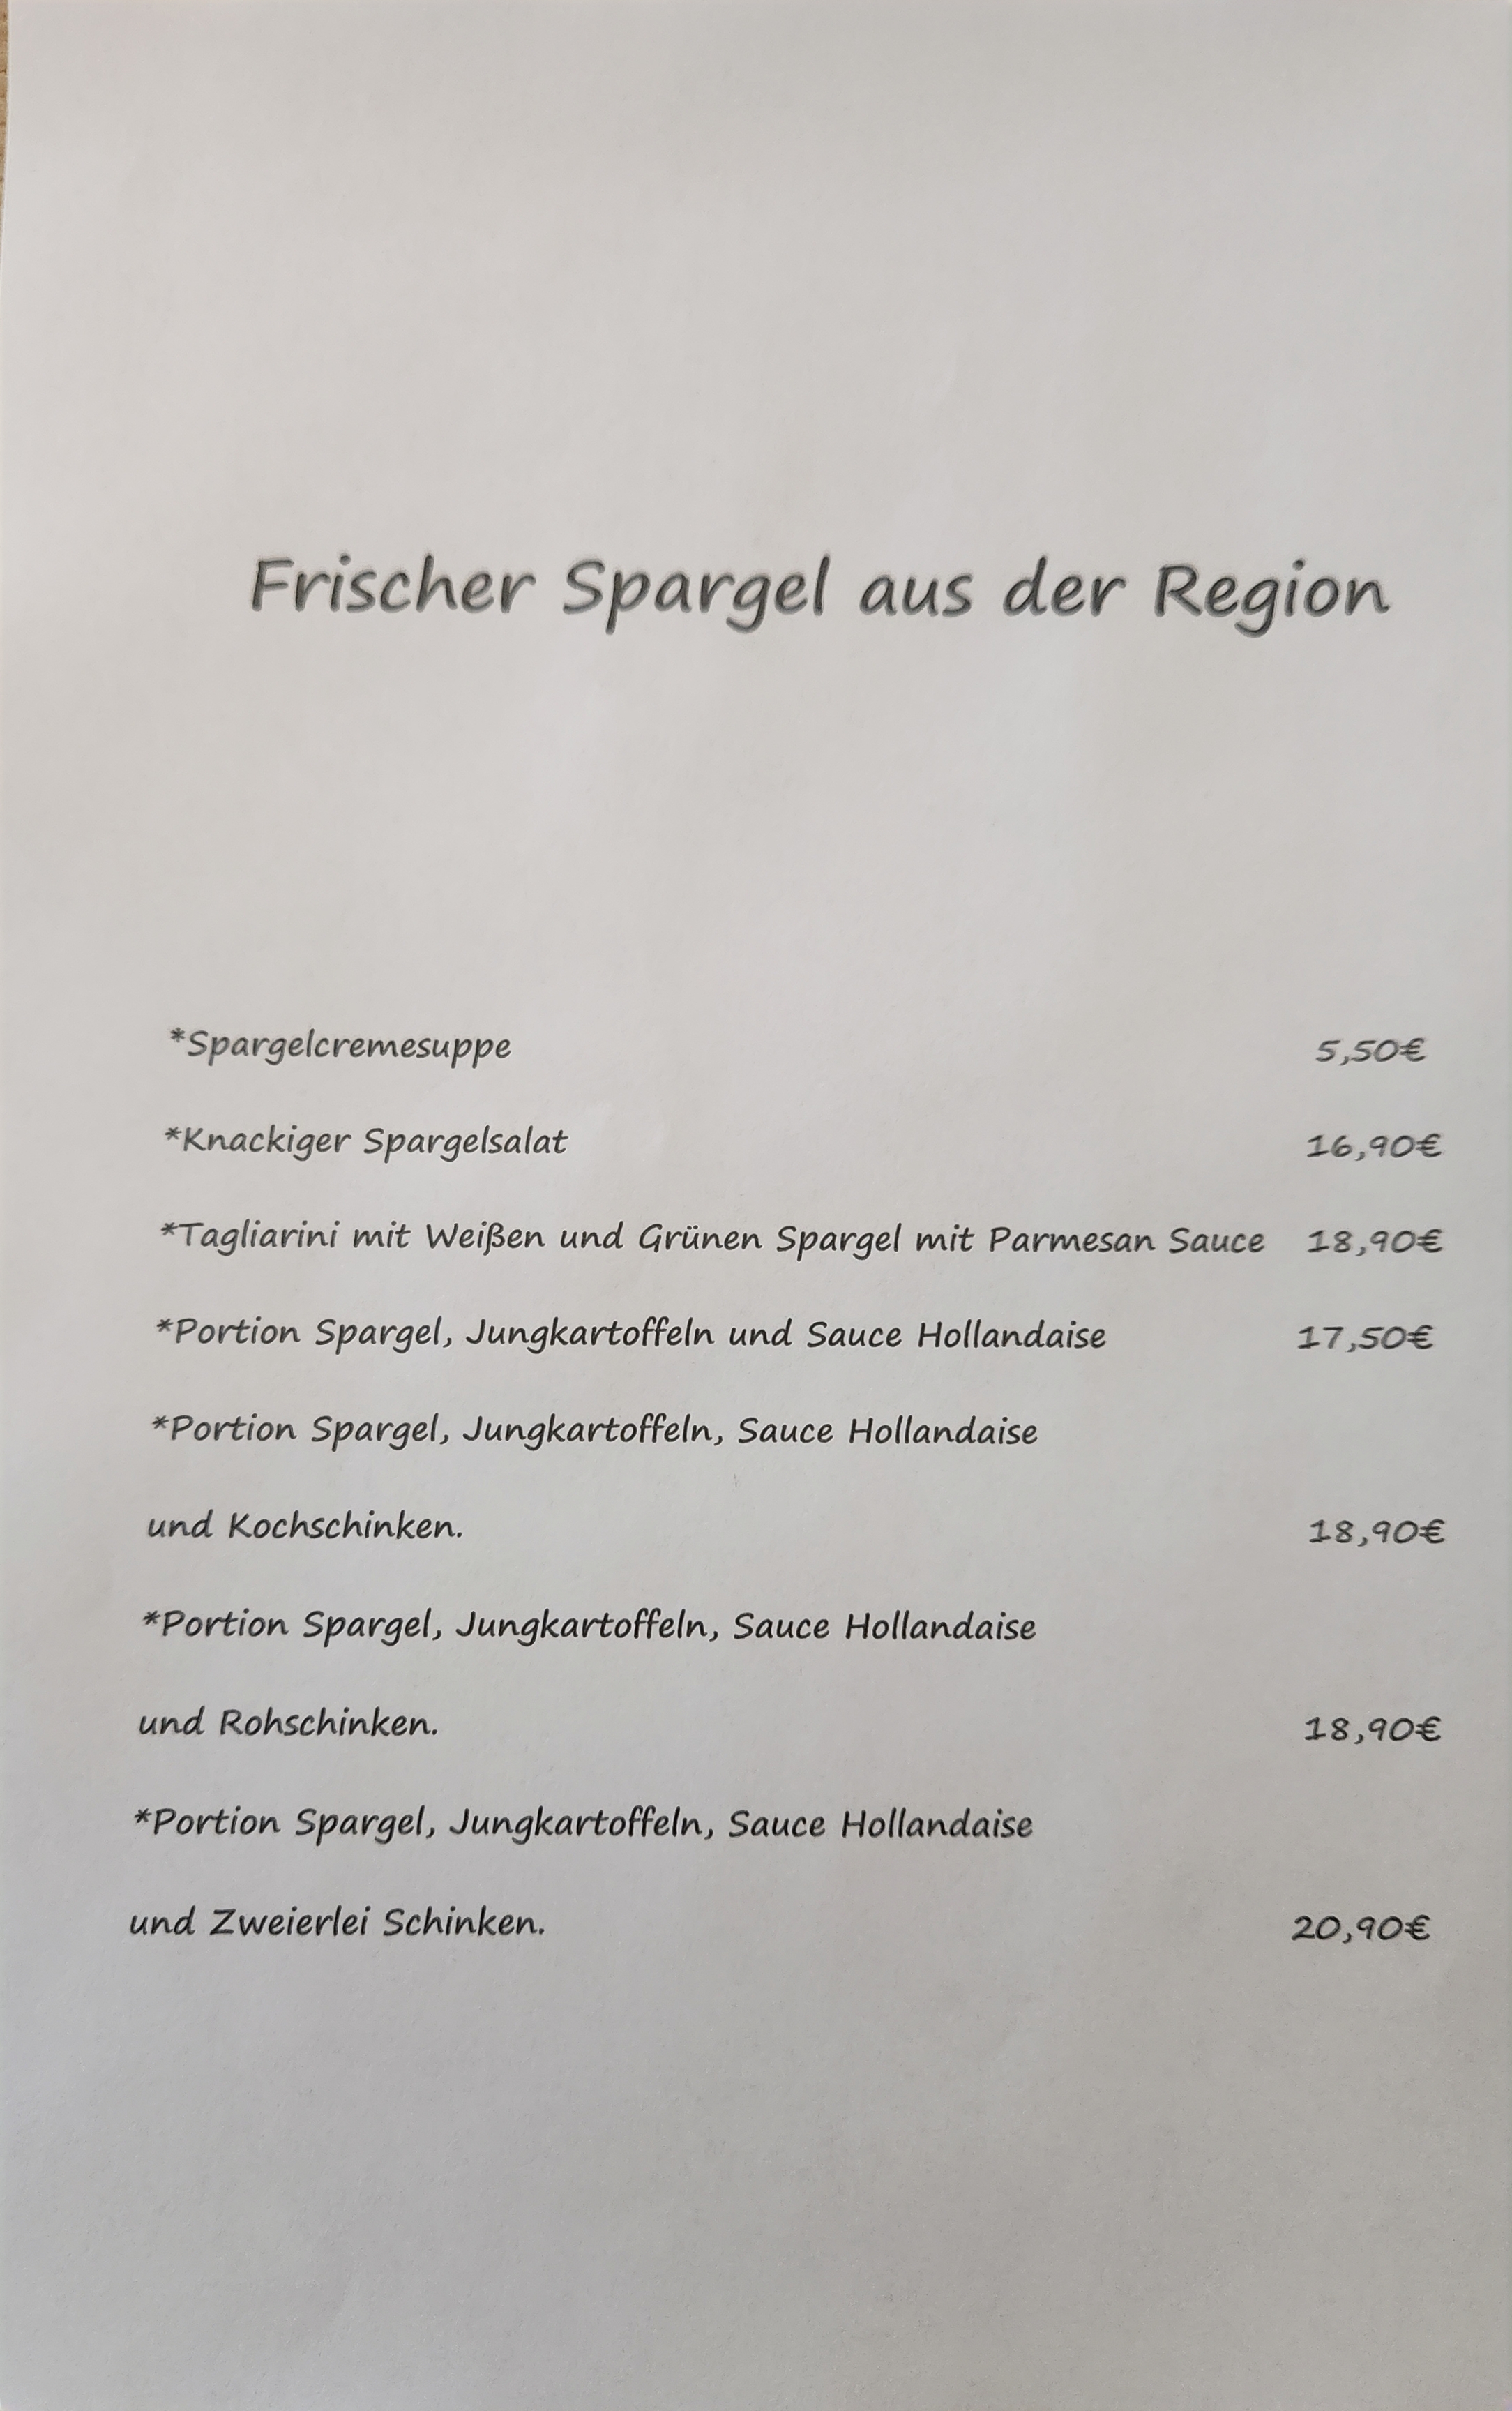 Frischer Spargel aus der Region
*Spargelcremesuppe 5,50€
*Knackiger Spargelsalat 16,90€
*Tagliarini mit Weißen und Grünen Spargel mit Parmesan Sauce 18,90€
*Portion Spargel, Jungkartoffeln und Sauce Hollandaise 17,50€
*Portion Spargel, Jungkartoffeln, Sauce Hollandaise
und Kochschinken. 18,90€
*Portion Spargel, Jungkartoffeln, Sauce Hollandaise
und Rohschinken. 18,90€
*Portion Spargel, Jungkartoffeln, Sauce Hollandaise
und Zweierlei Schinken. 20,90€